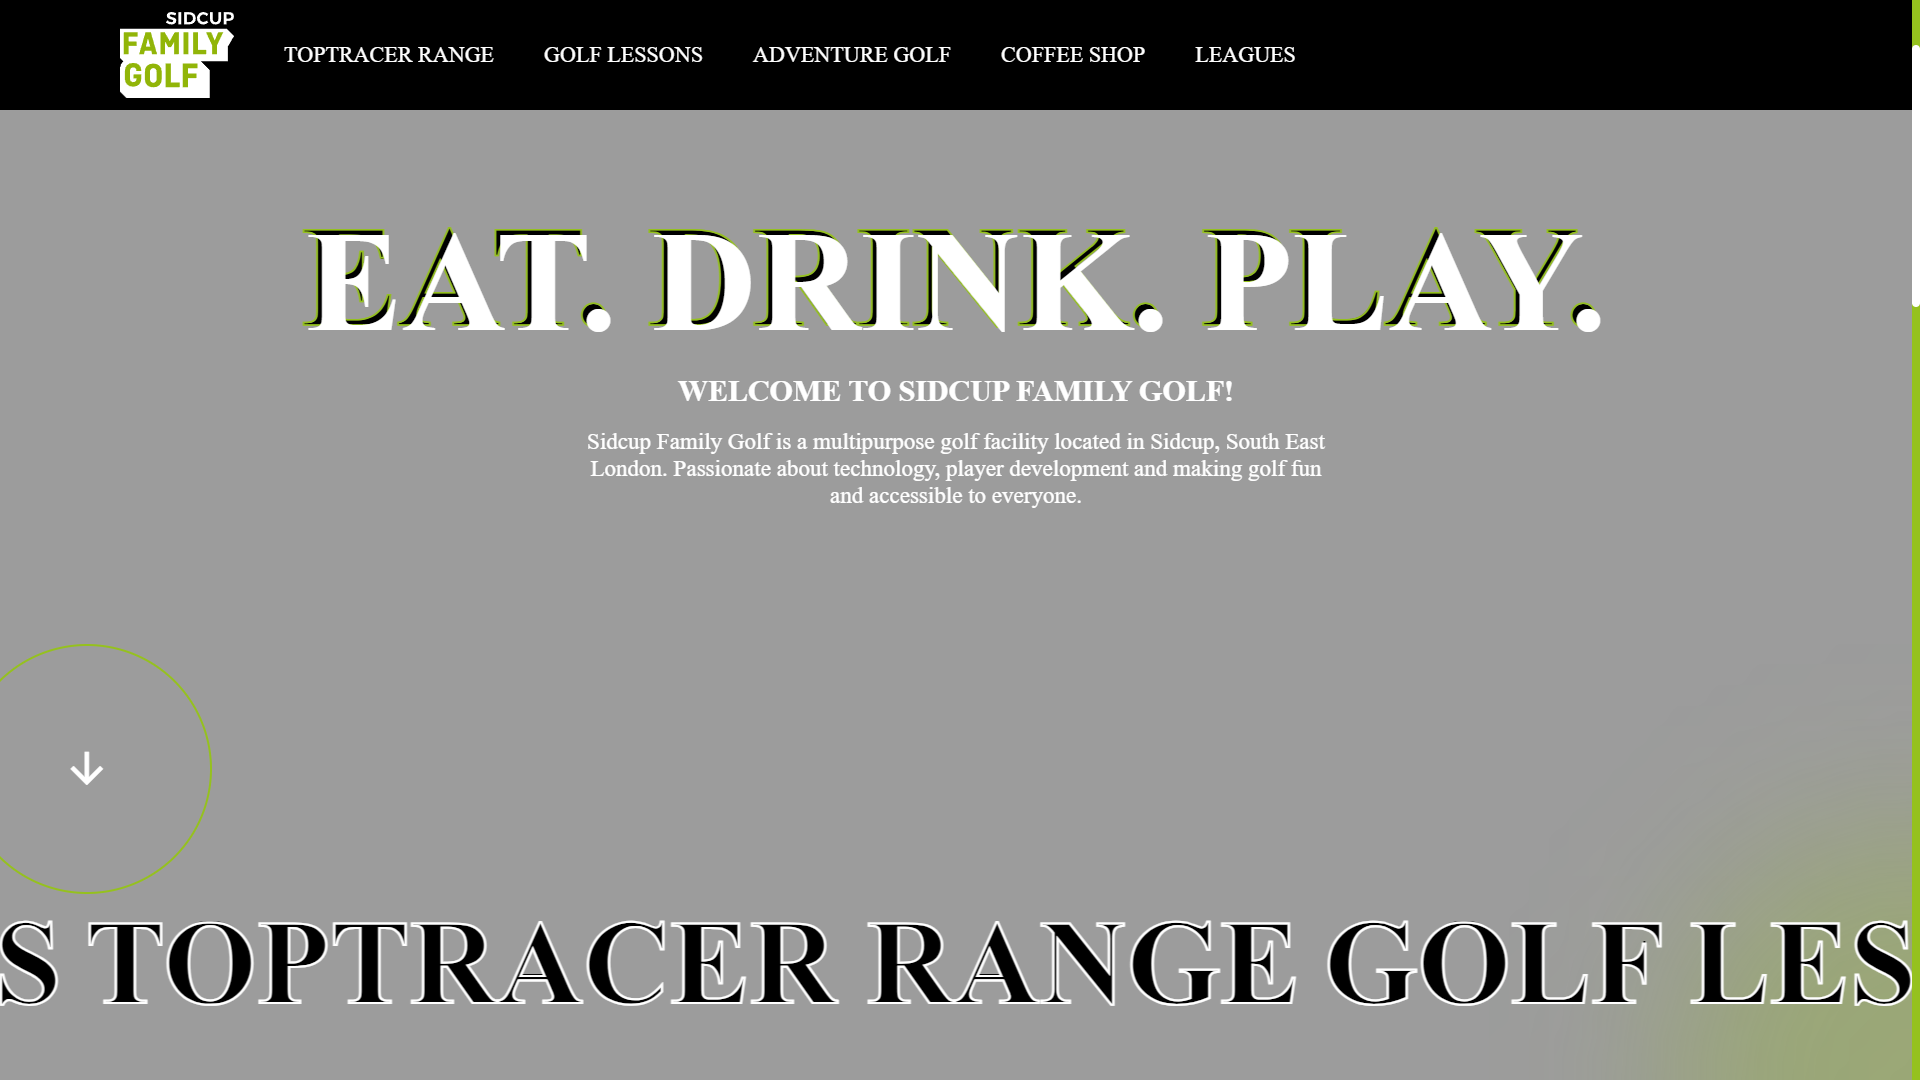 SIDCUP
FAMILY
GOLF
TOPTRACER RANGE GOLF LESSONS ADVENTURE GOLF COFFEE SHOP LEAGUES
EAT. DRINK. PLAY.
WELCOME TO SIDCUP FAMILY GOLF!
Sidcup Family Golf is a multipurpose golf facility located in Sidcup, South East
London. Passionate about technology, player development and making golf fun
and accessible to everyone.
S TOPTRACER RANGE GOLF LES